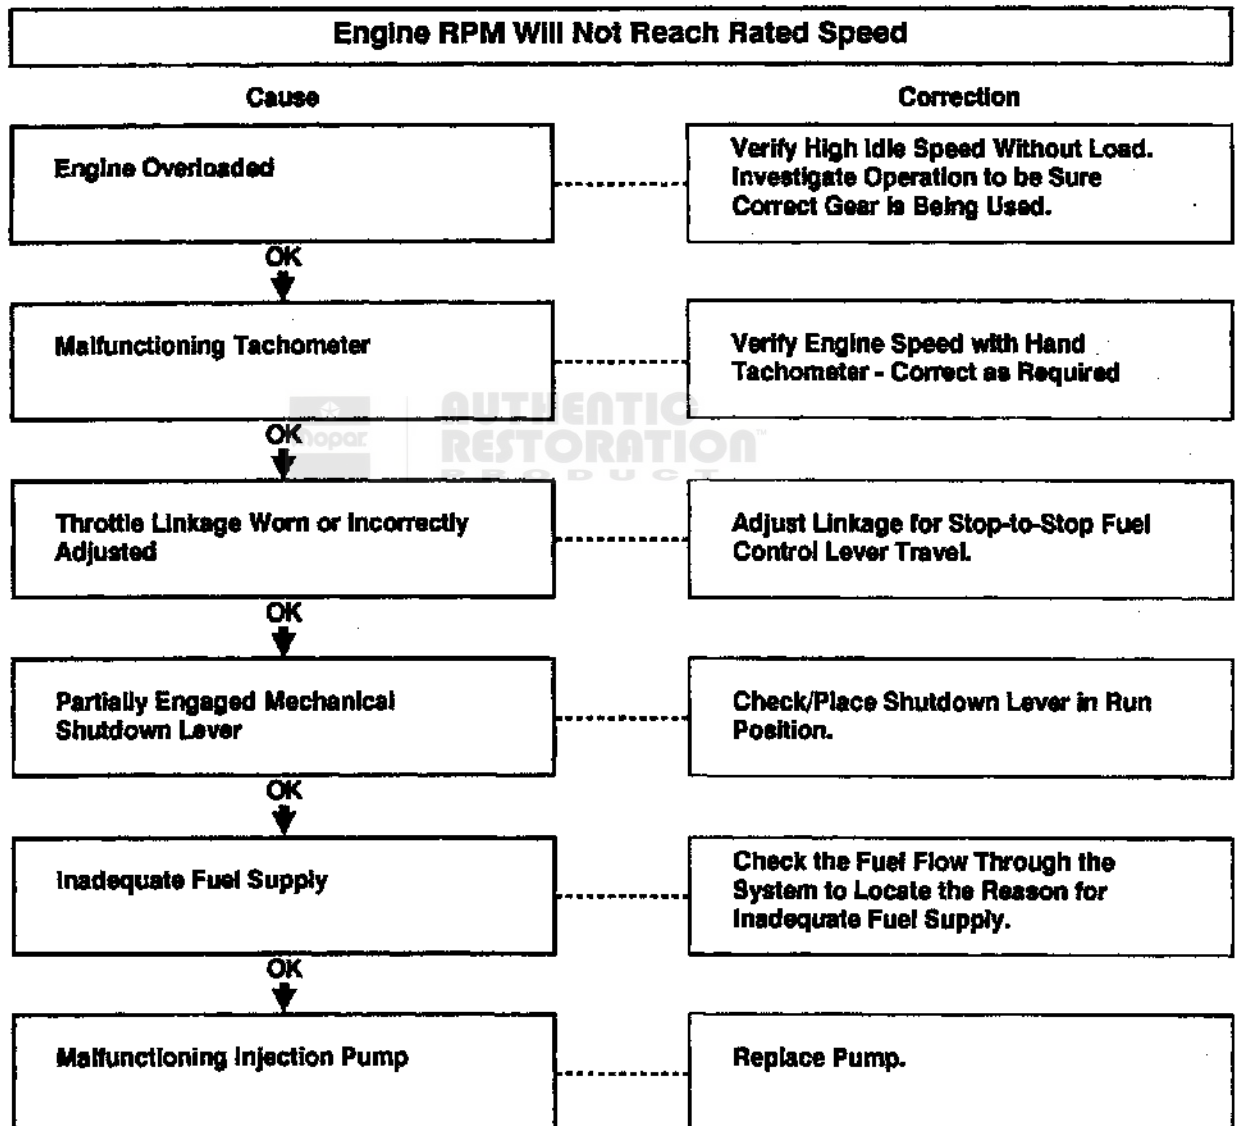 Engine RPM Will Not Reach Rated Speed
Cause
Correction
Engine Overloaded
Verify High Idle Speed Without Load.
Investigate Operation to be Sure
Correct Gear is Being Used.
OK
Malfunctioning Tachometer
Verify Engine Speed with Hand
Tachometer - Correct as Required
mopar
AUTHENTIC
RESTORATION™
PRODUCT
OK
Throttle Linkage Worn or Incorrectly
Adjusted
Adjust Linkage for Stop-to-Stop Fuel
Control Lever Travel.
OK
Partially Engaged Mechanical
Shutdown Lever
Check/Place Shutdown Lever in Run
Position.
OK
Inadequate Fuel Supply
Check the Fuel Flow Through the
System to Locate the Reason for
Inadequate Fuel Supply.
OK
Malfunctioning Injection Pump
Replace Pump.